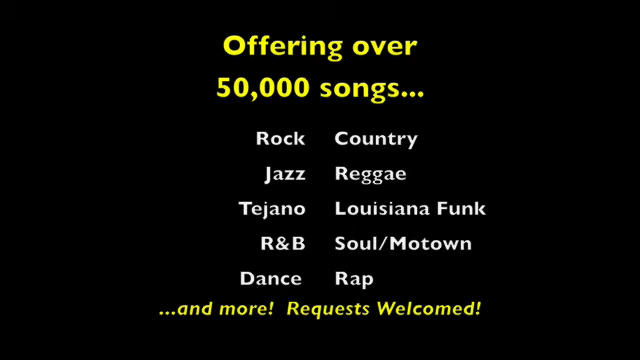 Offering over
50,000 songs...
Rock Country
Jazz Reggae
Tejano Louisiana Funk
R&B Soul/Motown
Dance Rap
...and more! Requests Welcomed!